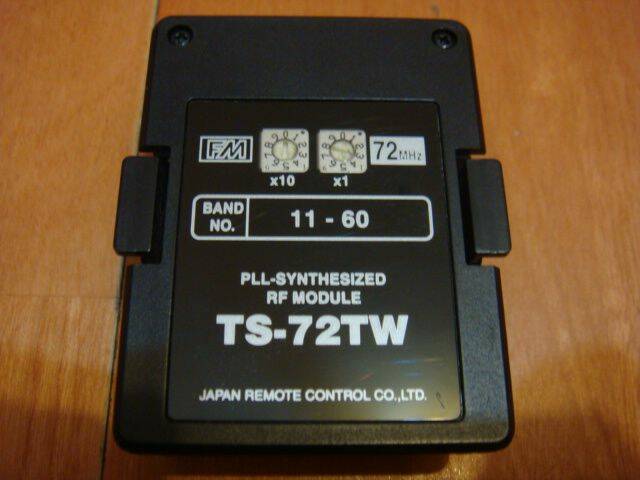 FM
72MHz
x10
x1
BAND NO.
11 - 60
PLL-SYNTHESIZED
RF MODULE
TS-72TW
JAPAN REMOTE CONTROL CO.,LTD.